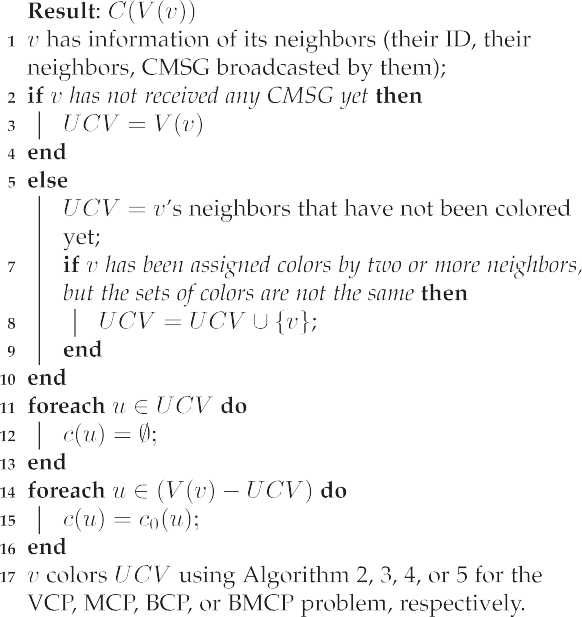 Result: C(V(v))
1 v has information of its neighbors (their ID, their
neighbors, CMSG broadcasted by them);
2 if v has not received any CMSG yet then
3 UCV = V(v)
4 end
5 else
UCV = v's neighbors that have not been colored
yet;
7 if v has been assigned colors by two or more neighbors,
but the sets of colors are not the same then
8 UCV = UCV ∪ {v};
9 end
10 end
11 foreach u ∈ UCV do
12 c(u) = ∅;
13 end
14 foreach u ∈ (V(v) − UCV) do
15 c(u) = c₀(u);
16 end
17 v colors UCV using Algorithm 2, 3, 4, or 5 for the
VCP, MCP, BCP, or BMCP problem, respectively.